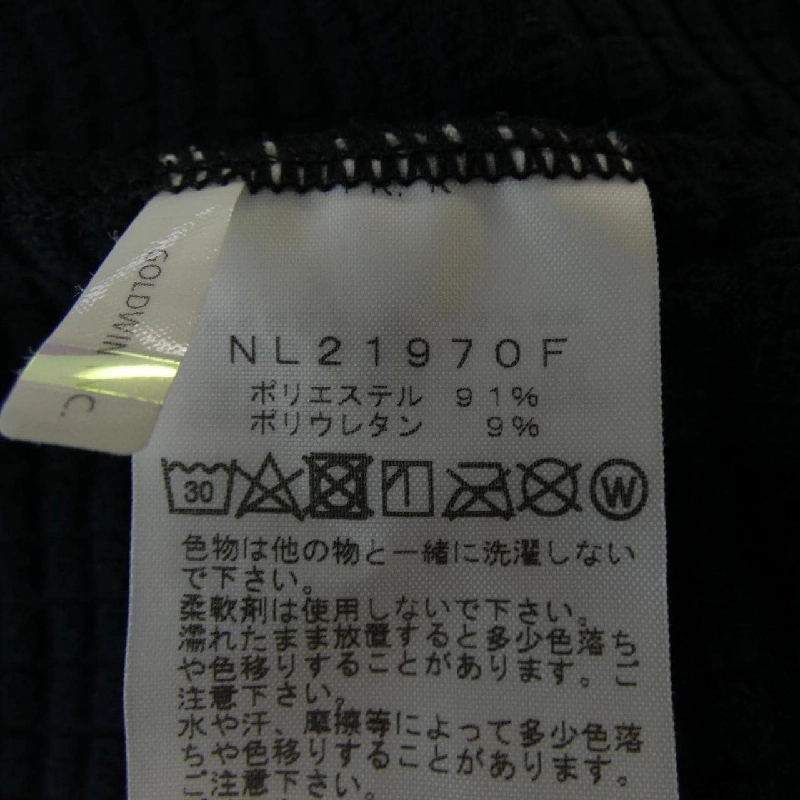 GOLDWIN INC.
NL21970F
ポリエステル 91%
ポリウレタン 9%
30 W
色物は他の物と一緒に洗濯しない
で下さい。
柔軟剤は使用しないで下さい。
濡れたまま放置すると多少色落ち
や色移りすることがあります。ご
注意下さい。
水や汗、摩擦等によって多少色落
ちや色移りすることがあります。
ご注意下さい。